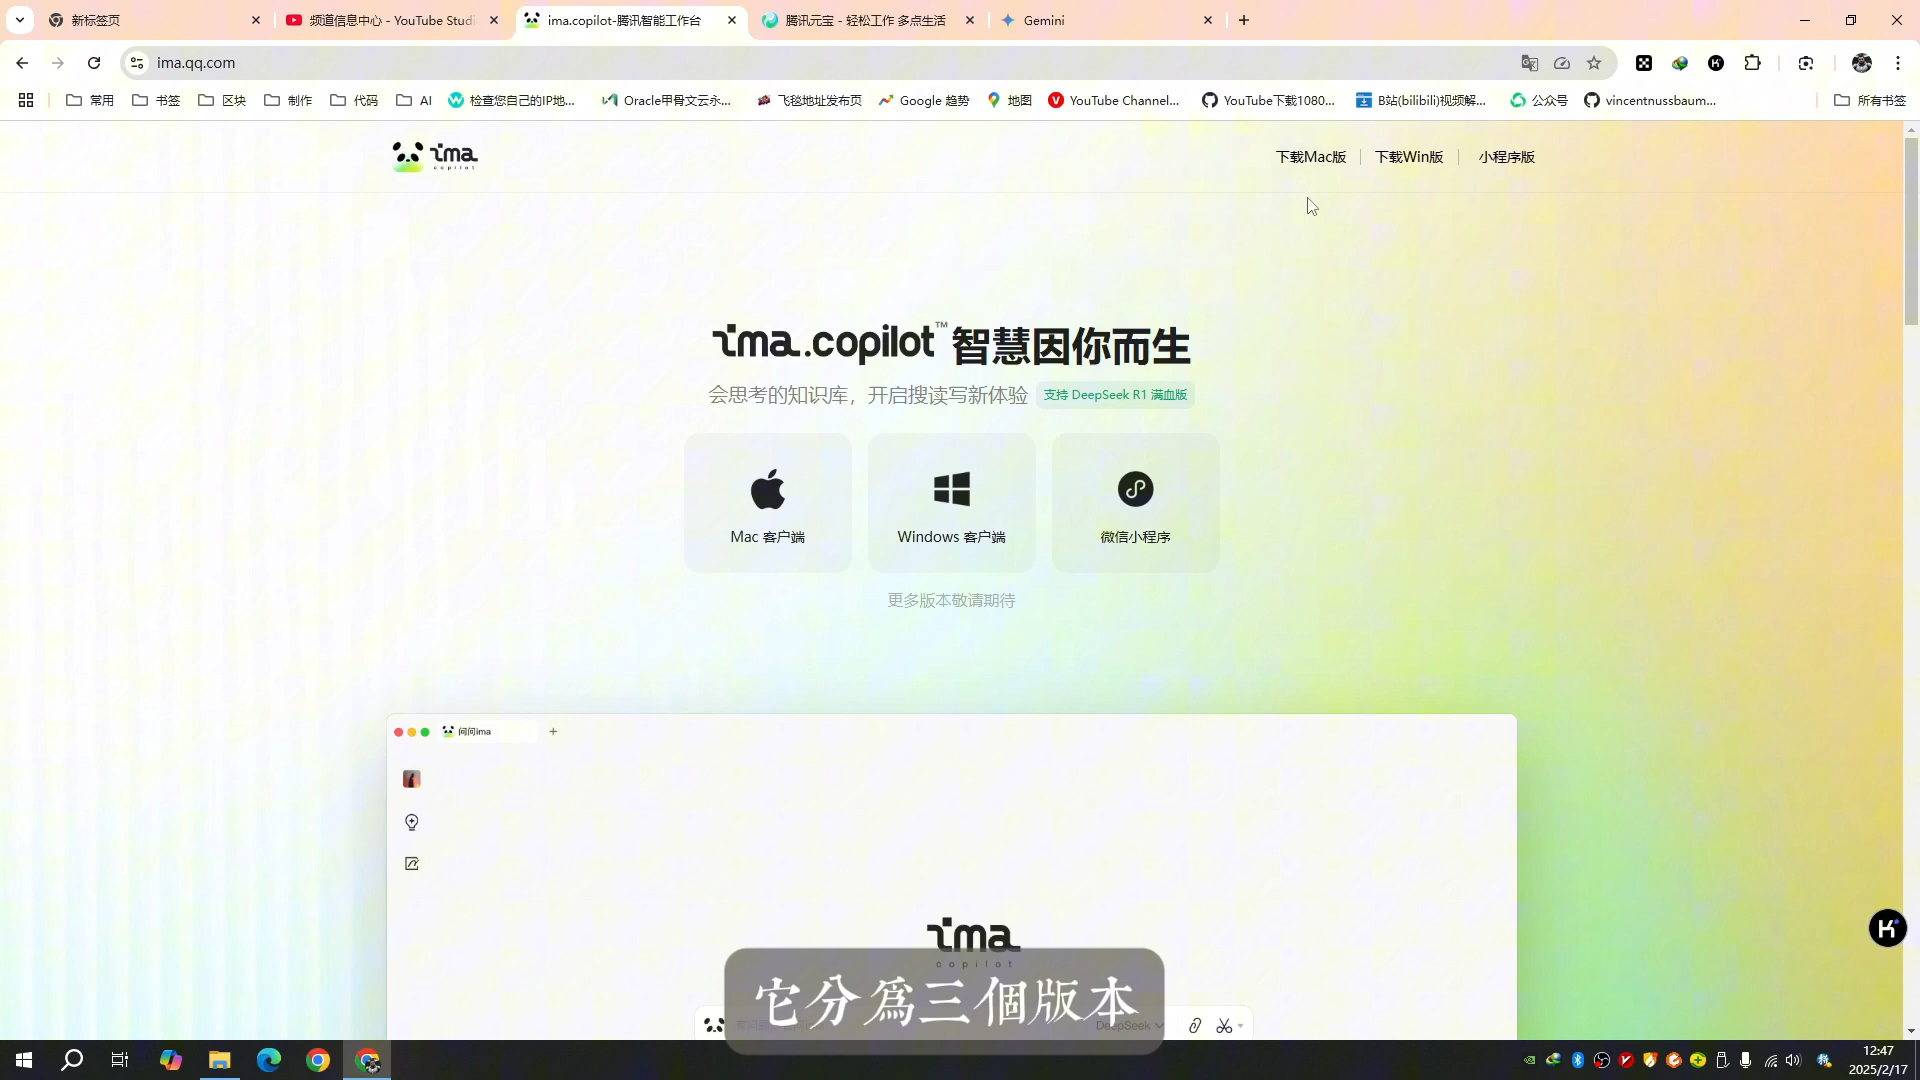 新标签页
频道信息中心 - YouTube Studi
ima.copilot-腾讯智能工作台
腾讯元宝 - 轻松工作 多点生活
Gemini
ima.qq.com
常用
书签
区块
制作
代码
AI
检查您自己的IP地...
Oracle甲骨文云永...
飞毯地址发布页
Google 趋势
地图
YouTube Channel...
YouTube下载1080...
B站(bilibili)视频解...
公众号
vincentnussbaum...
所有书签
ima
copilot
下载Mac版
下载Win版
小程序版
ima.copilot™ 智慧因你而生
会思考的知识库，开启搜读写新体验
支持 DeepSeek R1 满血版
Mac 客户端
Windows 客户端
微信小程序
更多版本敬请期待
问问ima
ima
copilot
DeepSeek
它分爲三個版本
12:47
2025/2/17